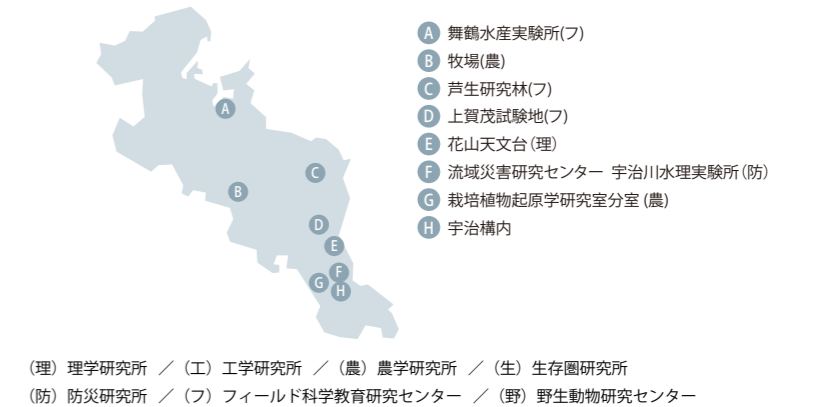 A 舞鶴水産実験所(フ)
B 牧場(農)
C 芦生研究林(フ)
D 上賀茂試験地(フ)
E 花山天文台(理)
F 流域災害研究センター 宇治川水理実験所(防)
G 栽培植物起原学研究室分室(農)
H 宇治構内
A
B
C
D
E
F
G
H
(理)理学研究所 /(工)工学研究所 /(農)農学研究所 /(生)生存圏研究所
(防)防災研究所 /(フ)フィールド科学教育研究センター /(野)野生動物研究センター